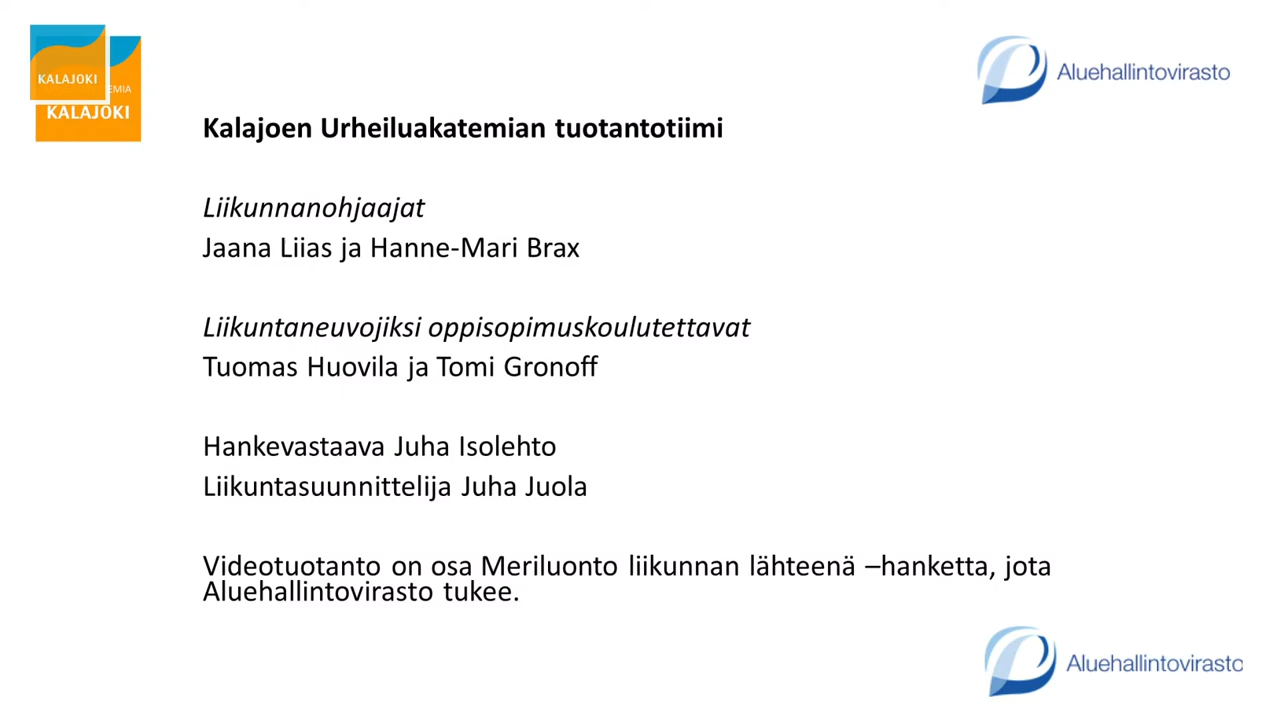 KALAJOKI
EMIA
KALAJOKI
Aluehallintovirasto
Kalajoen Urheiluakatemian tuotantotiimi
Liikunnanohjaajat
Jaana Liias ja Hanne-Mari Brax
Liikuntaneuvojiksi oppisopimuskoulutettavat
Tuomas Huovila ja Tomi Gronoff
Hankevastaava Juha Isolehto
Liikuntasuunnittelija Juha Juola
Videotuotanto on osa Meriluonto liikunnan lähteenä –hanketta, jota
Aluehallintovirasto tukee.
Aluehallintovirasto